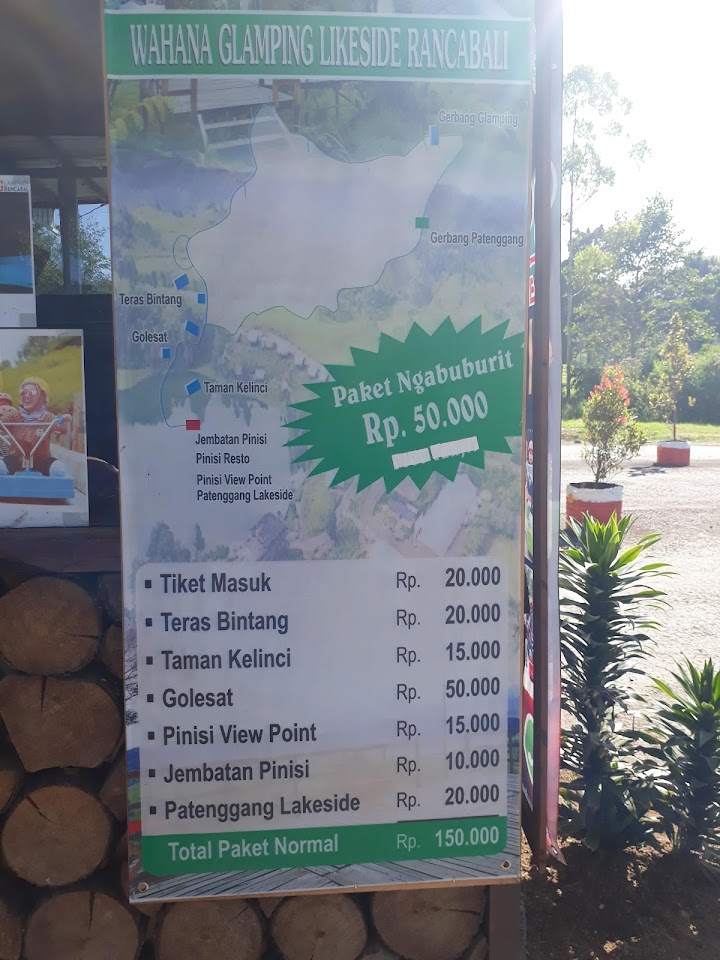 WAHANA GLAMPING LIKESIDE RANCABALI
Gerbang Glamping
Gerbang Patenggang
Teras Bintang
Golesat
Taman Kelinci
Jembatan Pinisi
Pinisi Resto
Pinisi View Point
Patenggang Lakeside
Paket Ngabuburit
Rp. 50.000
▪ Tiket Masuk Rp. 20.000
▪ Teras Bintang Rp. 20.000
▪ Taman Kelinci Rp. 15.000
▪ Golesat Rp. 50.000
▪ Pinisi View Point Rp. 15.000
▪ Jembatan Pinisi Rp. 10.000
▪ Patenggang Lakeside Rp. 20.000
Total Paket Normal Rp. 150.000
RANCABALI